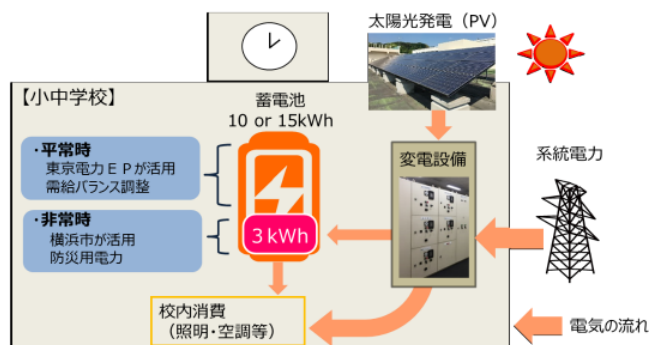 太陽光発電（PV）
【小中学校】
蓄電池
10 or 15kWh
・平常時
東京電力ＥＰが活用
需給バランス調整
変電設備
系統電力
・非常時
横浜市が活用
防災用電力
３kWh
校内消費
（照明・空調等）
電気の流れ